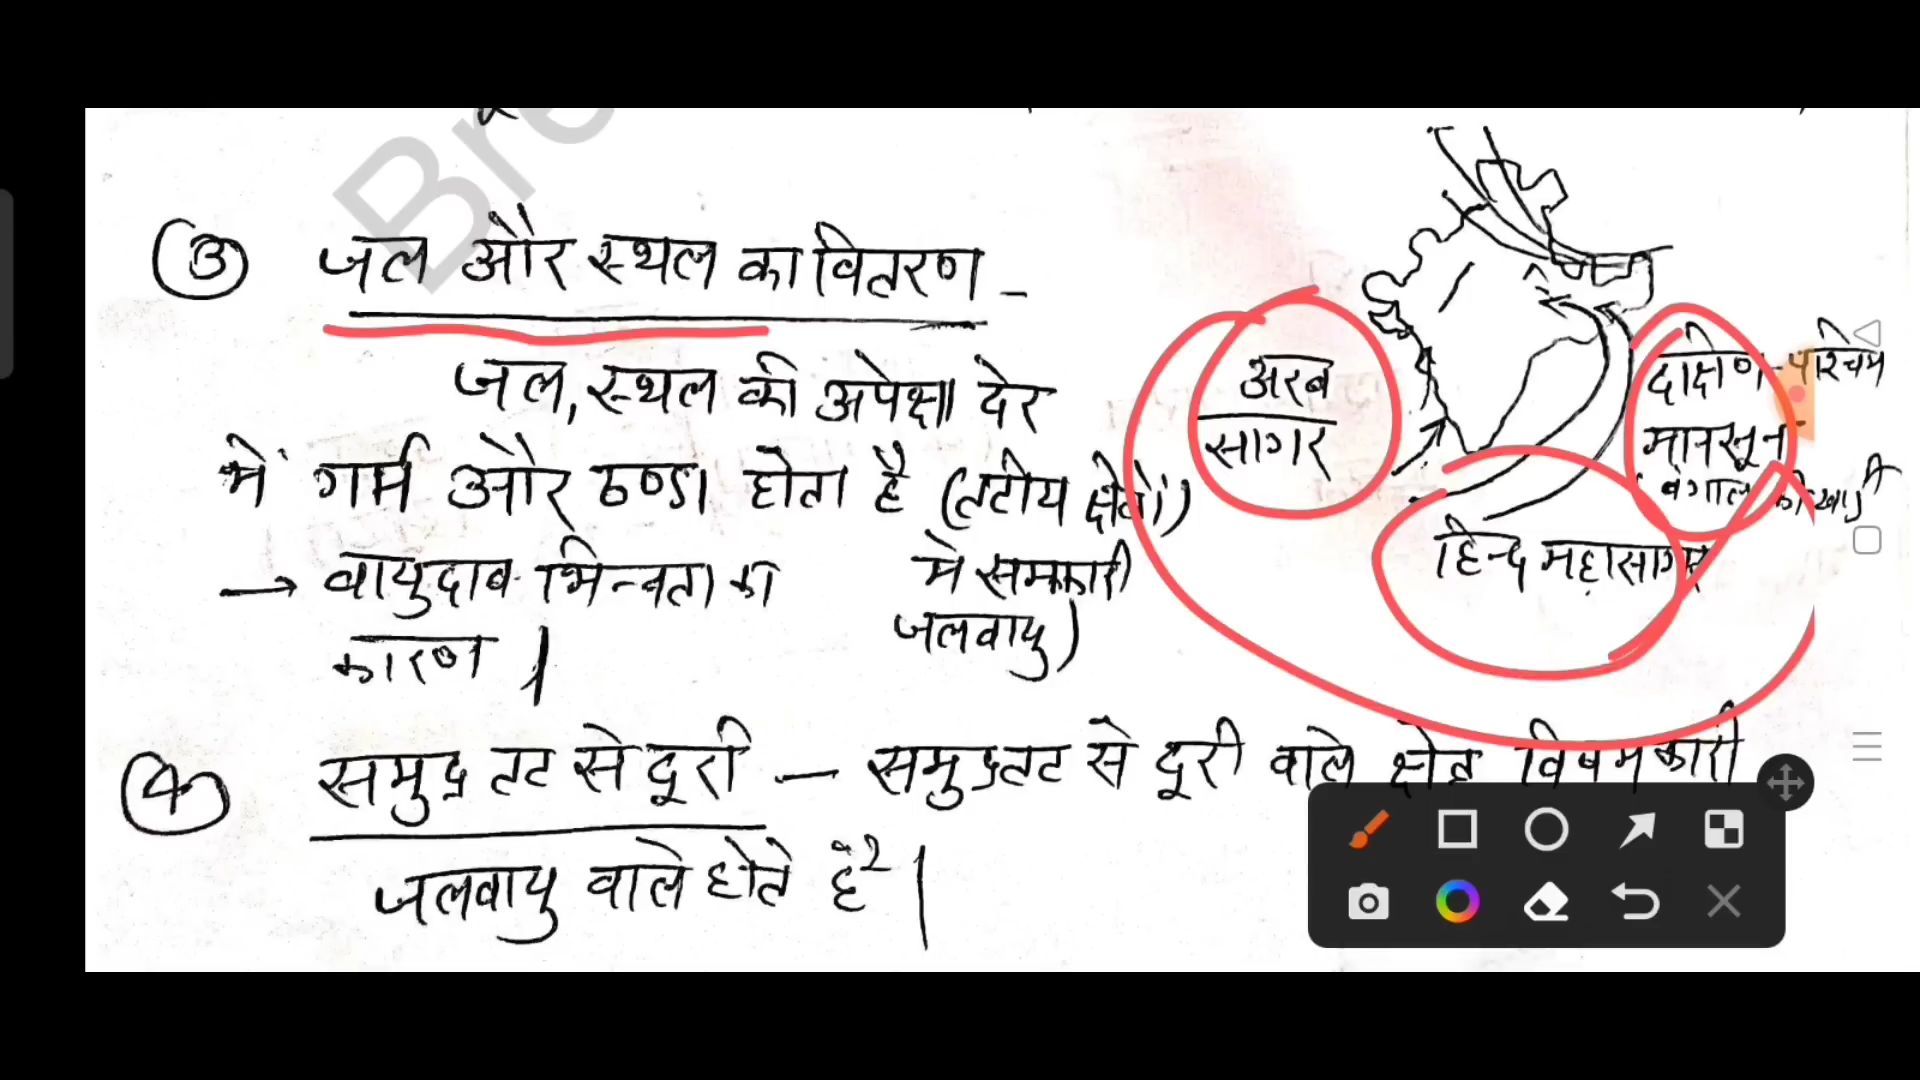 Bre
③ जल और स्थल का वितरण -
जल, स्थल की अपेक्षा देर
में गर्म और ठण्डा होता है (तटीय क्षेत्रों)
में समकारी
जलवायु)
→ वायुदाब भिन्नता का
कारण |
अरब
सागर
दक्षिण-पश्चिम
मानसून
बंगाल की खाड़ी
हिन्द महासागर
④ समुद्र तट से दूरी — समुद्रतट से दूरी वाले क्षेत्र विषमकारी
जलवायु वाले होते हैं |